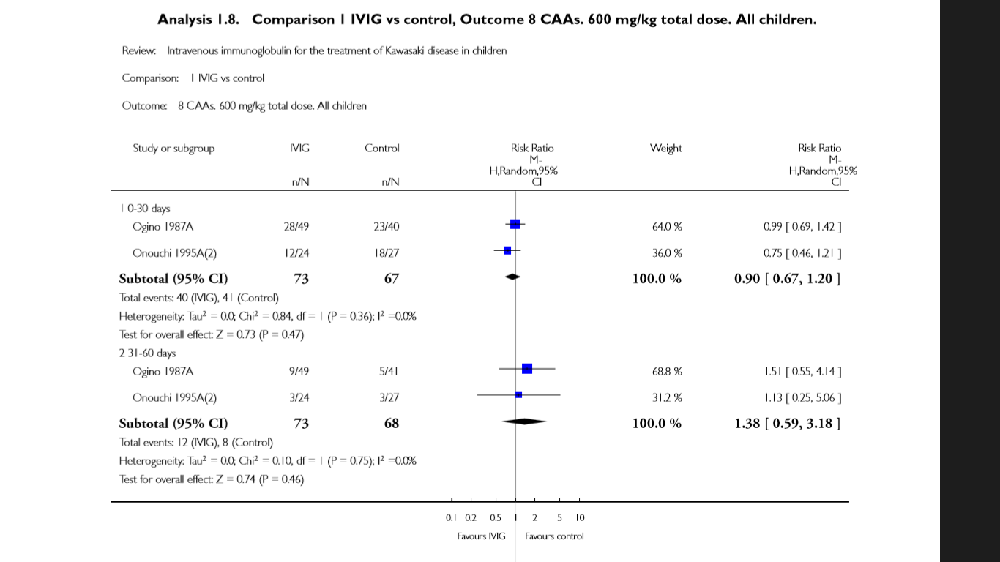 Analysis 1.8. Comparison 1 IVIG vs control, Outcome 8 CAAs. 600 mg/kg total dose. All children.
Review: Intravenous immunoglobulin for the treatment of Kawasaki disease in children
Comparison: 1 IVIG vs control
Outcome: 8 CAAs. 600 mg/kg total dose. All children
Study or subgroup IVIG Control Risk Ratio Weight Risk Ratio
M- M-
H,Random,95% H,Random,95%
n/N n/N CI CI
1 0-30 days
Ogino 1987A 28/49 23/40 64.0 % 0.99 [ 0.69, 1.42 ]
Onouchi 1995A(2) 12/24 18/27 36.0 % 0.75 [ 0.46, 1.21 ]
Subtotal (95% CI) 73 67 100.0 % 0.90 [ 0.67, 1.20 ]
Total events: 40 (IVIG), 41 (Control)
Heterogeneity: Tau² = 0.0; Chi² = 0.84, df = 1 (P = 0.36); I² =0.0%
Test for overall effect: Z = 0.73 (P = 0.47)
2 31-60 days
Ogino 1987A 9/49 5/41 68.8 % 1.51 [ 0.55, 4.14 ]
Onouchi 1995A(2) 3/24 3/27 31.2 % 1.13 [ 0.25, 5.06 ]
Subtotal (95% CI) 73 68 100.0 % 1.38 [ 0.59, 3.18 ]
Total events: 12 (IVIG), 8 (Control)
Heterogeneity: Tau² = 0.0; Chi² = 0.10, df = 1 (P = 0.75); I² =0.0%
Test for overall effect: Z = 0.74 (P = 0.46)
0.1 0.2 0.5 1 2 5 10
Favours IVIG Favours control